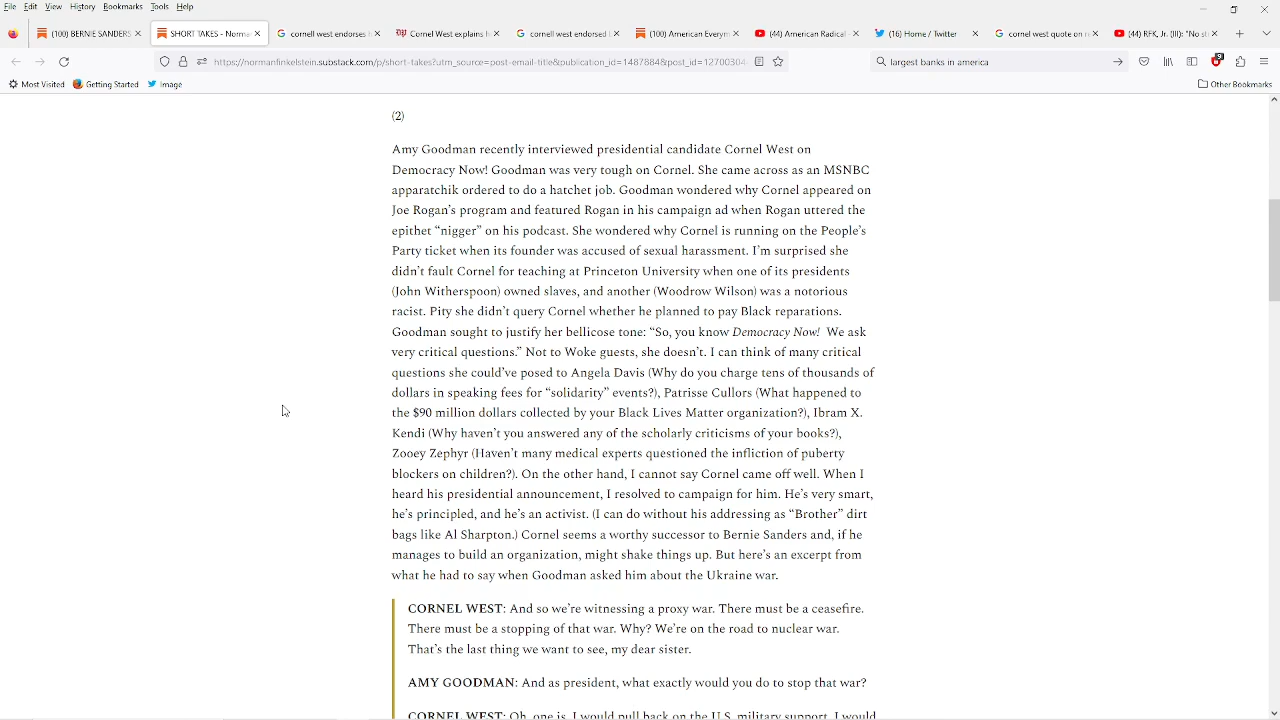 File Edit View History Bookmarks Tools Help
(100) BERNIE SANDERS
SHORT TAKES - Norma
cornel west endorses
Cornel West explains
cornell west endorsed
(100) American Everym
(44) American Radical
(16) Home / Twitter
cornel west quote on
(44) RFK, Jr. (III): "No
https://normanfinkelstein.substack.com/p/short-takes?utm_source=post-email-title&publication_id=1487884&post_id=12700304
largest banks in america
Most Visited
Getting Started
Image
Other Bookmarks
(2)
Amy Goodman recently interviewed presidential candidate Cornel West on
Democracy Now! Goodman was very tough on Cornel. She came across as an MSNBC
apparatchik ordered to do a hatchet job. Goodman wondered why Cornel appeared on
Joe Rogan's program and featured Rogan in his campaign ad when Rogan uttered the
epithet “nigger” on his podcast. She wondered why Cornel is running on the People's
Party ticket when its founder was accused of sexual harassment. I'm surprised she
didn't fault Cornel for teaching at Princeton University when one of its presidents
(John Witherspoon) owned slaves, and another (Woodrow Wilson) was a notorious
racist. Pity she didn't query Cornel whether he planned to pay Black reparations.
Goodman sought to justify her bellicose tone: “So, you know Democracy Now! We ask
very critical questions.” Not to Woke guests, she doesn't. I can think of many critical
questions she could've posed to Angela Davis (Why do you charge tens of thousands of
dollars in speaking fees for “solidarity” events?), Patrisse Cullors (What happened to
the $90 million dollars collected by your Black Lives Matter organization?), Ibram X.
Kendi (Why haven't you answered any of the scholarly criticisms of your books?),
Zooey Zephyr (Haven't many medical experts questioned the infliction of puberty
blockers on children?). On the other hand, I cannot say Cornel came off well. When I
heard his presidential announcement, I resolved to campaign for him. He's very smart,
he's principled, and he's an activist. (I can do without his addressing as “Brother” dirt
bags like Al Sharpton.) Cornel seems a worthy successor to Bernie Sanders and, if he
manages to build an organization, might shake things up. But here's an excerpt from
what he had to say when Goodman asked him about the Ukraine war.
CORNEL WEST: And so we're witnessing a proxy war. There must be a ceasefire.
There must be a stopping of that war. Why? We're on the road to nuclear war.
That's the last thing we want to see, my dear sister.
AMY GOODMAN: And as president, what exactly would you do to stop that war?
CORNEL WEST: Oh, one is, I would pull back on the U.S. military support. I would